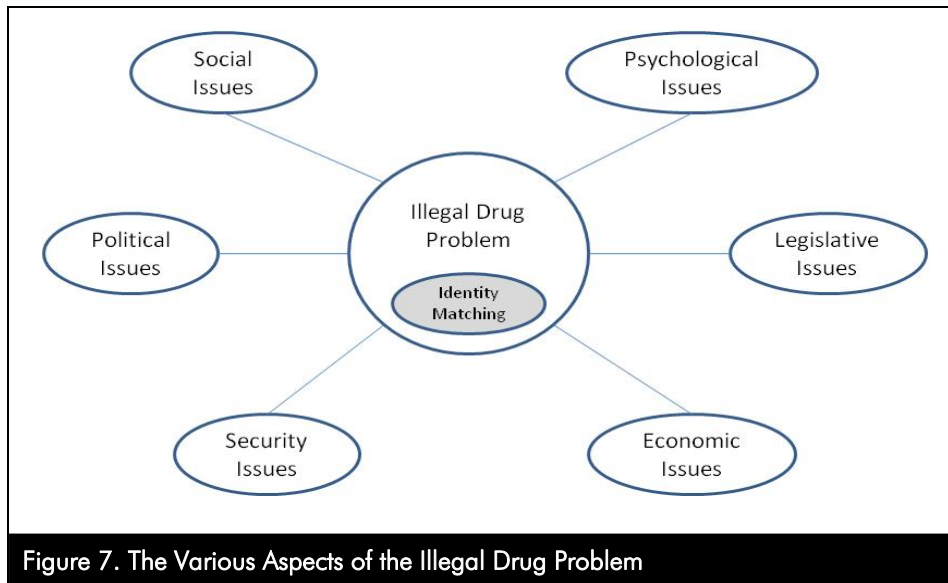 Social
Issues
Psychological
Issues
Illegal Drug
Problem
Political
Issues
Legislative
Issues
Identity
Matching
Security
Issues
Economic
Issues
Figure 7. The Various Aspects of the Illegal Drug Problem